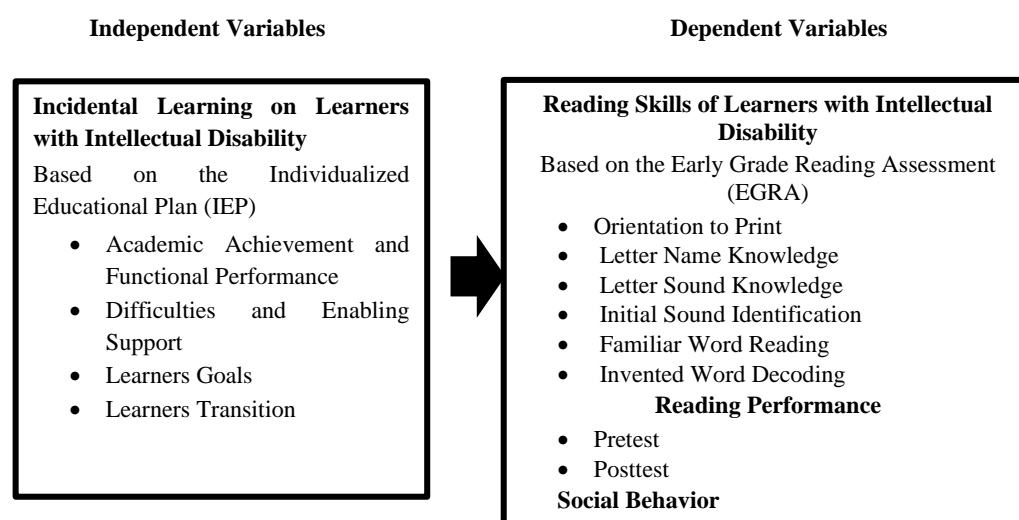 Independent Variables
Dependent Variables
Incidental Learning on Learners
with Intellectual Disability
Based on the Individualized
Educational Plan (IEP)
• Academic Achievement and
Functional Performance
• Difficulties and Enabling
Support
• Learners Goals
• Learners Transition
Reading Skills of Learners with Intellectual
Disability
Based on the Early Grade Reading Assessment
(EGRA)
• Orientation to Print
• Letter Name Knowledge
• Letter Sound Knowledge
• Initial Sound Identification
• Familiar Word Reading
• Invented Word Decoding
Reading Performance
• Pretest
• Posttest
Social Behavior